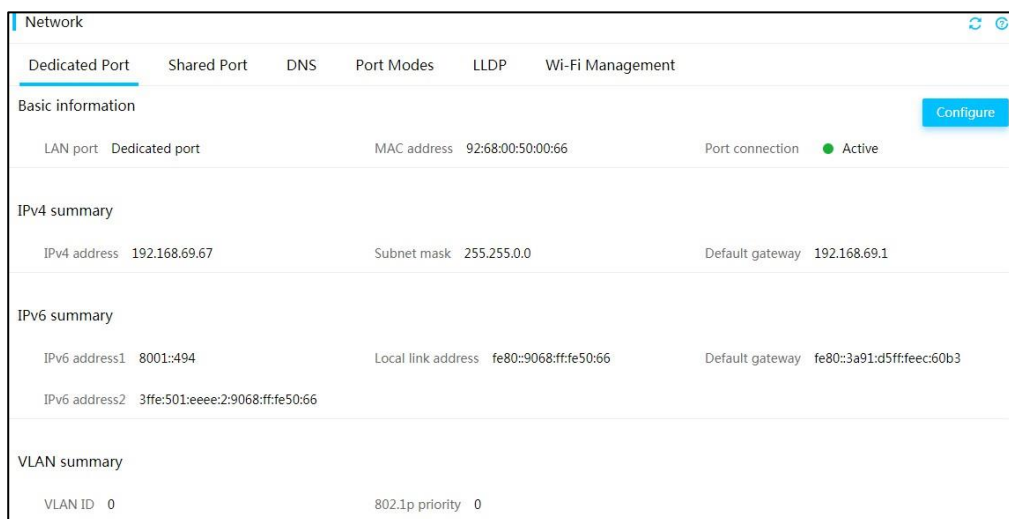 Network
Dedicated Port Shared Port DNS Port Modes LLDP Wi-Fi Management
Basic information
Configure
LAN port Dedicated port MAC address 92:68:00:50:00:66 Port connection Active
IPv4 summary
IPv4 address 192.168.69.67 Subnet mask 255.255.0.0 Default gateway 192.168.69.1
IPv6 summary
IPv6 address1 8001::494 Local link address fe80::9068:ff:fe50:66 Default gateway fe80::3a91:d5ff:feec:60b3
IPv6 address2 3ffe:501:eeee:2:9068:ff:fe50:66
VLAN summary
VLAN ID 0 802.1p priority 0